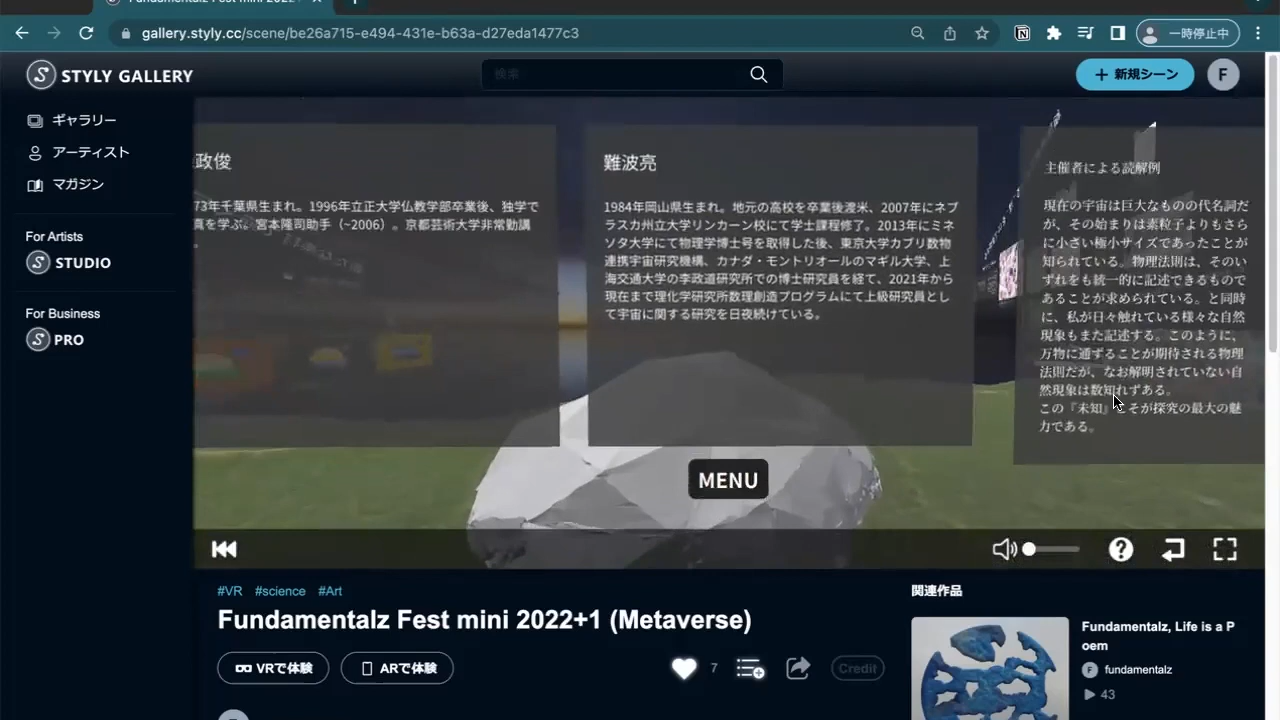 Fundamentalz Fest mini 2022
gallery.styly.cc/scene/be26a715-e494-431e-b63a-d27eda1477c3
一時停止中
STYLY GALLERY
検索
新規シーン
F
ギャラリー
アーティスト
マガジン
For Artists
STUDIO
For Business
PRO
政俊
73年千葉県生まれ。1996年立正大学仏教学部卒業後、独学で
真を学ぶ。宮本隆司助手（~2006）。京都芸術大学非常勤講
難波亮
1984年岡山県生まれ。地元の高校を卒業後渡米、2007年にネブ
ラスカ州立大学リンカーン校にて学士課程修了。2013年にミネ
ソタ大学にて物理学博士号を取得した後、東京大学カブリ数物
連携宇宙研究機構、カナダ・モントリオールのマギル大学、上
海交通大学の李政道研究所での博士研究員を経て、2021年から
現在まで理化学研究所数理創造プログラムにて上級研究員とし
て宇宙に関する研究を日夜続けている。
主催者による読解例
現在の宇宙は巨大なものの代名詞だ
が、その始まりは素粒子よりもさら
に小さい極小サイズであったことが
知られている。物理法則は、そのい
ずれをも統一的に記述できるもので
あることが求められている。と同時
に、私が日々触れている様々な自然
現象もまた記述する。このように、
万物に通ずることが期待される物理
法則だが、なお解明されていない自
然現象は数知れずある。
この『未知』こそが探究の最大の魅
力である。
MENU
#VR #science #Art
Fundamentalz Fest mini 2022+1 (Metaverse)
VRで体験
ARで体験
7
Credit
関連作品
Fundamentalz, Life is a P
oem
F fundamentalz
43